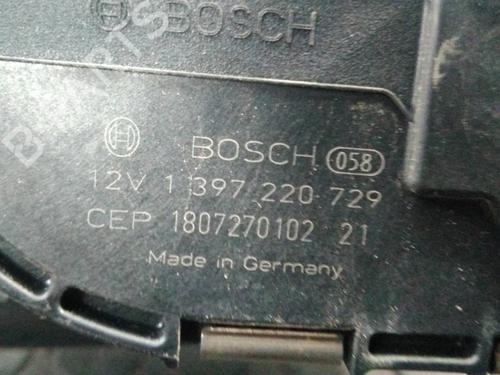 BOSCH
BOSCH 058
12V 1 397 220 729
CEP 1807270102 21
Made in Germany